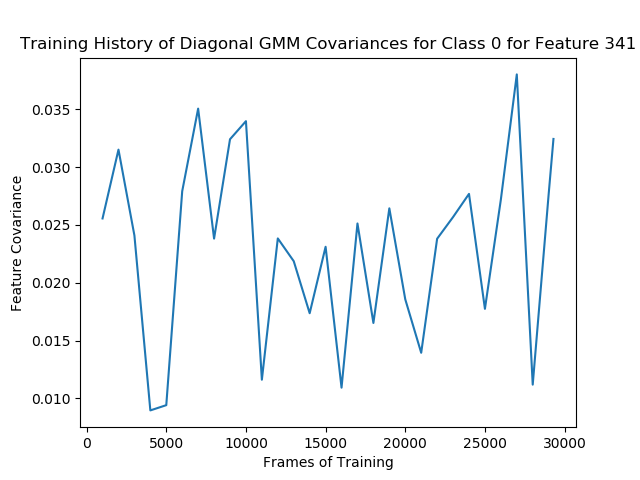 Training History of Diagonal GMM Covariances for Class 0 for Feature 341
0.035
0.030
0.025
0.020
0.015
0.010
Feature Covariance
0 5000 10000 15000 20000 25000 30000
Frames of Training